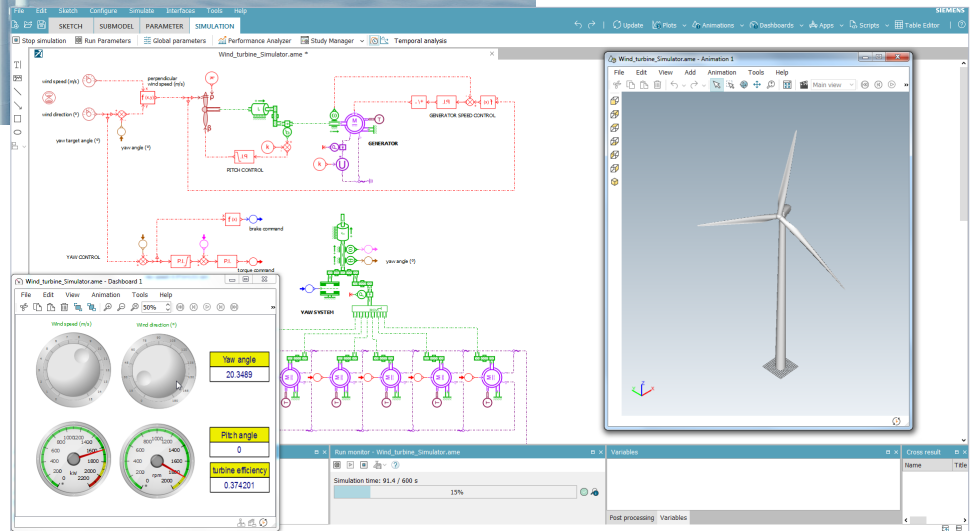 File Edit Sketch Configure Simulate Interfaces Tools Help
SIEMENS
SKETCH SUBMODEL PARAMETER SIMULATION
Update Plots Animations Dashboards Apps Scripts Table Editor
Stop simulation Run Parameters Global parameters Performance Analyzer Study Manager Temporal analysis
Wind_turbine_Simulator.ame *
wind speed (m/s)
perpendicular
wind speed (m/s)
wind direction (º)
yaw target angle (º)
yaw angle (º)
PITCH CONTROL
GENERATOR
GENERATOR SPEED CONTROL
brake command
YAW CONTROL
torque command
yaw angle (º)
YAW SYSTEM
Wind_turbine_Simulator.ame - Animation 1
File Edit View Add Animation Tools Help
Main view
Wind_turbine_Simulator.ame - Dashboard 1
File Edit View Animation Tools Help
50%
Wind speed (m/s)
Wind direction (º)
Yaw angle
20.3489
Pitch angle
0
turbine efficiency
0.374201
kW
rpm
Run monitor - Wind_turbine_Simulator.ame
Simulation time: 91.4 / 600 s
15%
Variables
Post processing Variables
Cross result
Name Title